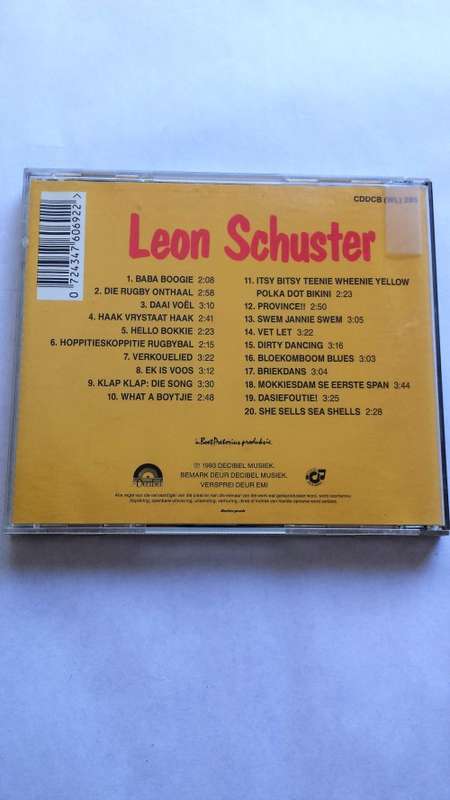 CDDCB (WL) 285
0 724347 606922
Leon Schuster
1. BABA BOOGIE 2:08
2. DIE RUGBY ONTHAAL 2:58
3. DAAI VOËL 3:10
4. HAAK VRYSTAAT HAAK 2:41
5. HELLO BOKKIE 2:23
6. HOPPITIESKOPPITIE RUGBYBAL 2:15
7. VERKOUELIED 3:22
8. EK IS VOOS 3:12
9. KLAP KLAP: DIE SONG 3:30
10. WHAT A BOYTJIE 2:48
11. ITSY BITSY TEENIE WHEENIE YELLOW
POLKA DOT BIKINI 2:23
12. PROVINCE!! 2:50
13. SWEM JANNIE SWEM 3:05
14. VET LET 3:22
15. DIRTY DANCING 3:16
16. BLOEKOMBOOM BLUES 3:03
17. BRIEKDANS 3:04
18. MOKKIESDAM SE EERSTE SPAN 3:44
19. DASIEFOUTIE! 3:25
20. SHE SELLS SEA SHELLS 2:28
'n Boet Pretorius produksie
Decibel
℗ 1993 DECIBEL MUSIEK.
BEMARK DEUR DECIBEL MUSIEK.
VERSPREI DEUR EMI